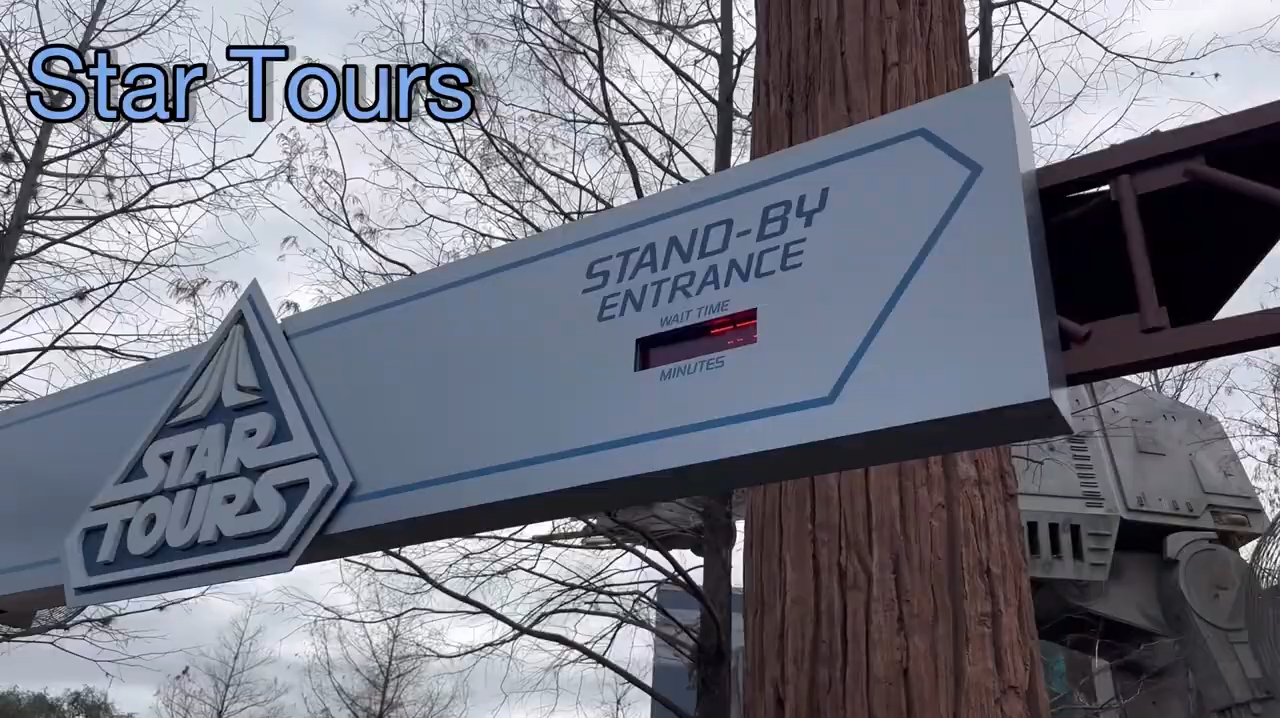 Star Tours
STAND-BY
ENTRANCE
WAIT TIME
MINUTES
STAR
TOURS